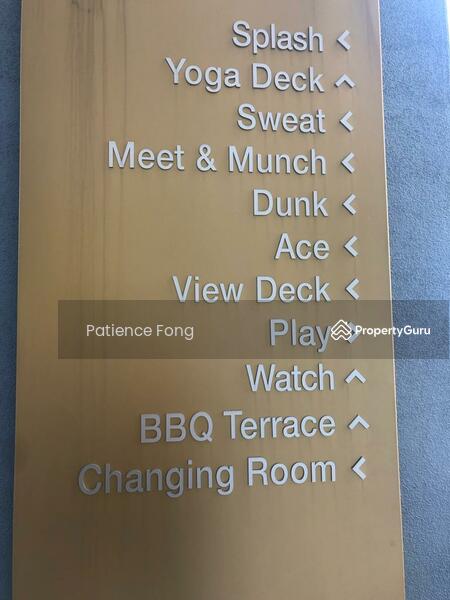 Splash <
Yoga Deck ^
Sweat <
Meet & Munch <
Dunk <
Ace <
View Deck <
Patience Fong
Play
PropertyGuru
Watch ^
BBQ Terrace ^
Changing Room <